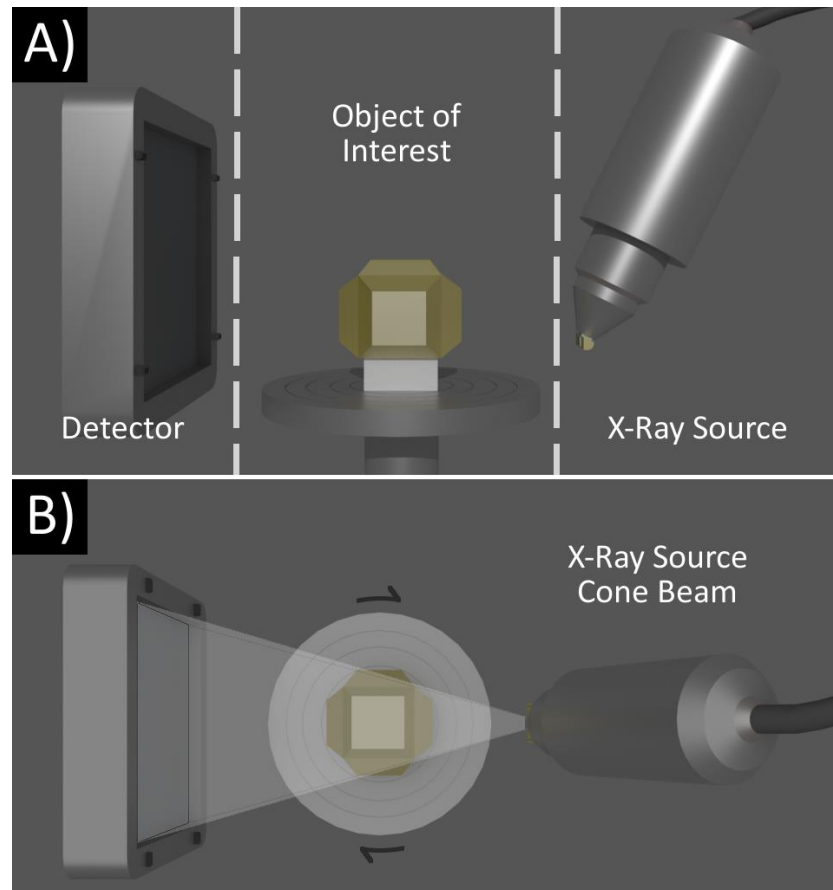 A)
Object of
Interest
Detector
X-Ray Source
B)
X-Ray Source
Cone Beam